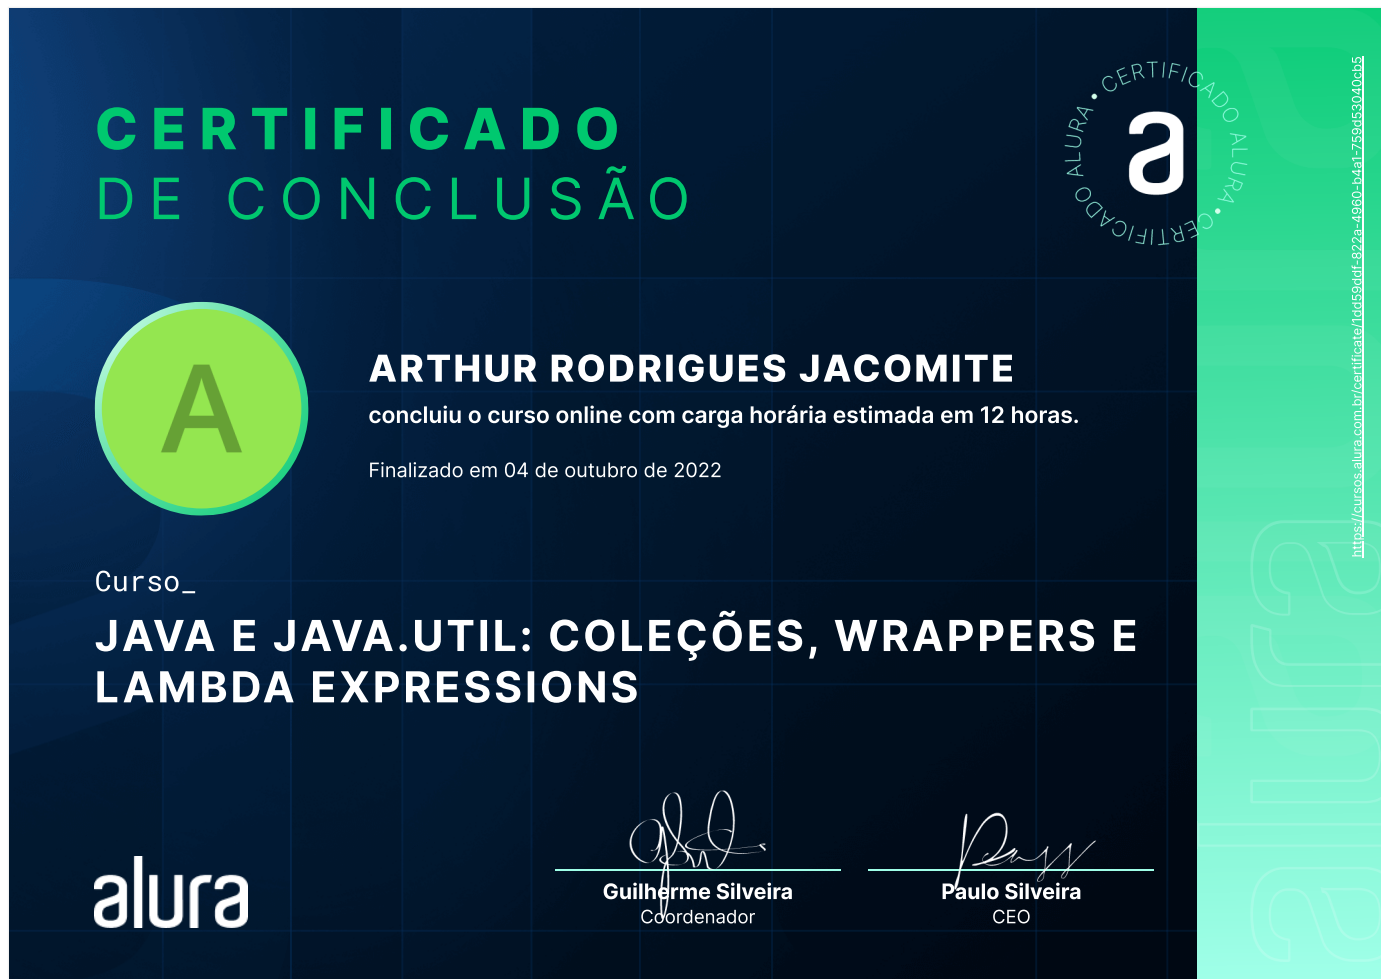 CERTIFICADO
DE CONCLUSÃO
CERTIFICADO ALURA • CERTIFICADO ALURA •
a
https://cursos.alura.com.br/certificate/1dd59ddf-822a-4960-b4a1-759d53040cb5
A
ARTHUR RODRIGUES JACOMITE
concluiu o curso online com carga horária estimada em 12 horas.
Finalizado em 04 de outubro de 2022
Curso_
JAVA E JAVA.UTIL: COLEÇÕES, WRAPPERS E
LAMBDA EXPRESSIONS
alura
Guilherme Silveira
Coordenador
Paulo Silveira
CEO
alura